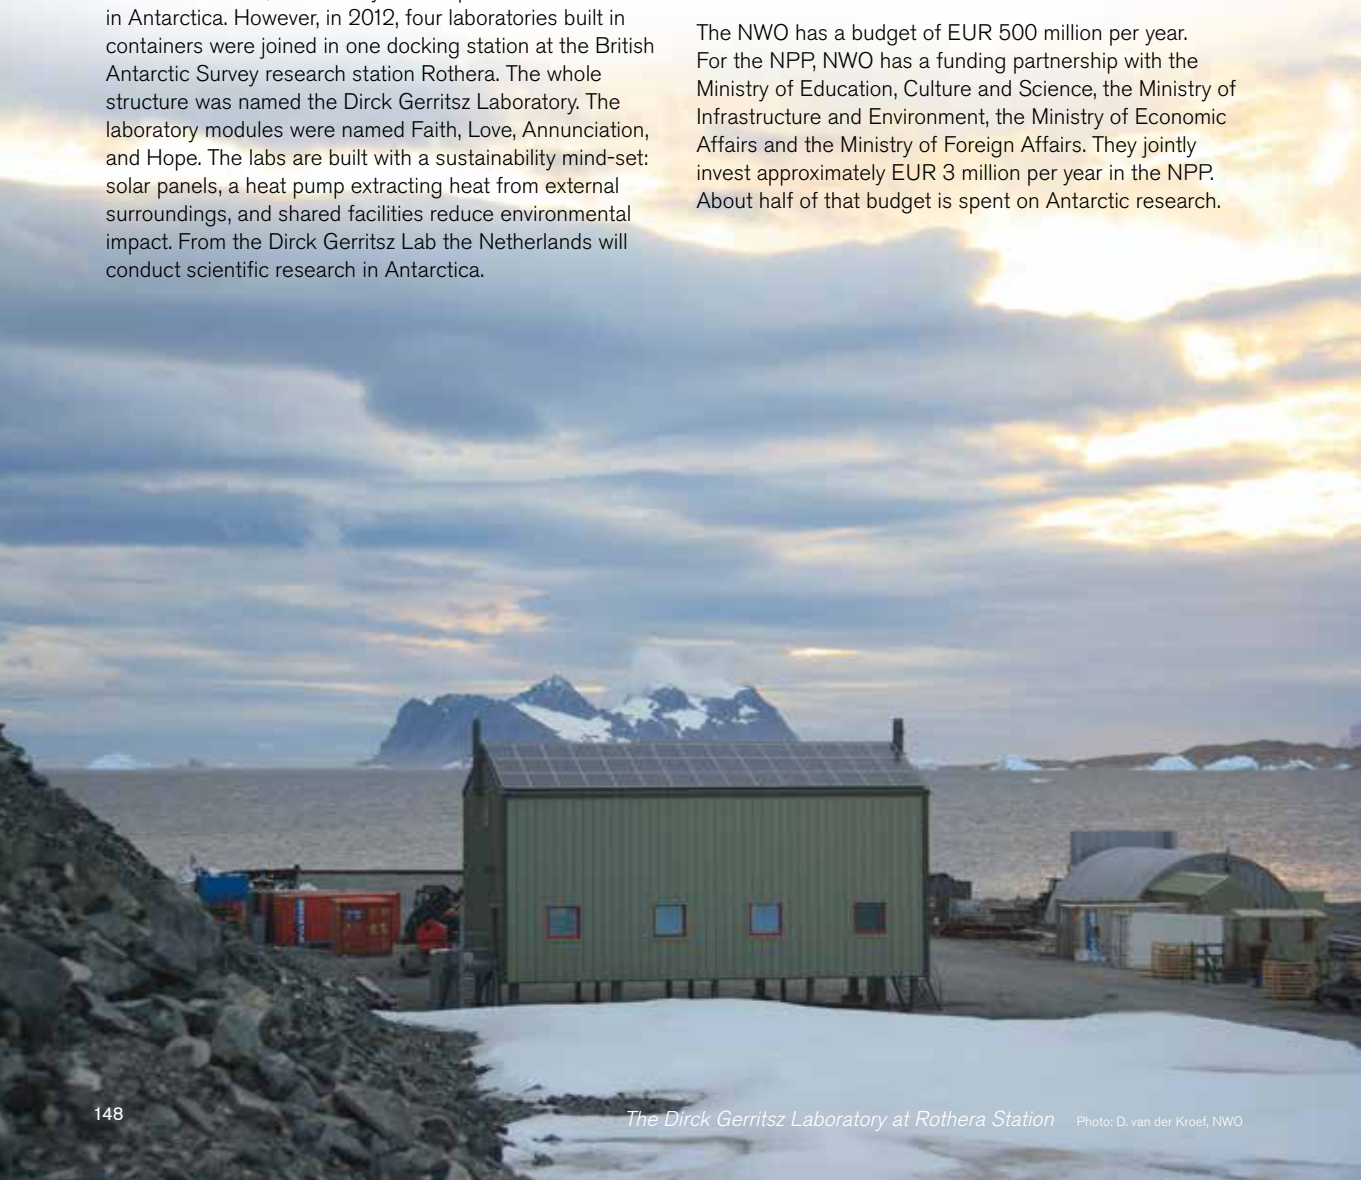 in Antarctica. However, in 2012, four laboratories built in
containers were joined in one docking station at the British
Antarctic Survey research station Rothera. The whole
structure was named the Dirck Gerritsz Laboratory. The
laboratory modules were named Faith, Love, Annunciation,
and Hope. The labs are built with a sustainability mind-set:
solar panels, a heat pump extracting heat from external
surroundings, and shared facilities reduce environmental
impact. From the Dirck Gerritsz Lab the Netherlands will
conduct scientific research in Antarctica.
The NWO has a budget of EUR 500 million per year.
For the NPP, NWO has a funding partnership with the
Ministry of Education, Culture and Science, the Ministry of
Infrastructure and Environment, the Ministry of Economic
Affairs and the Ministry of Foreign Affairs. They jointly
invest approximately EUR 3 million per year in the NPP.
About half of that budget is spent on Antarctic research.
148
The Dirck Gerritsz Laboratory at Rothera Station Photo: D. van der Kroef, NWO